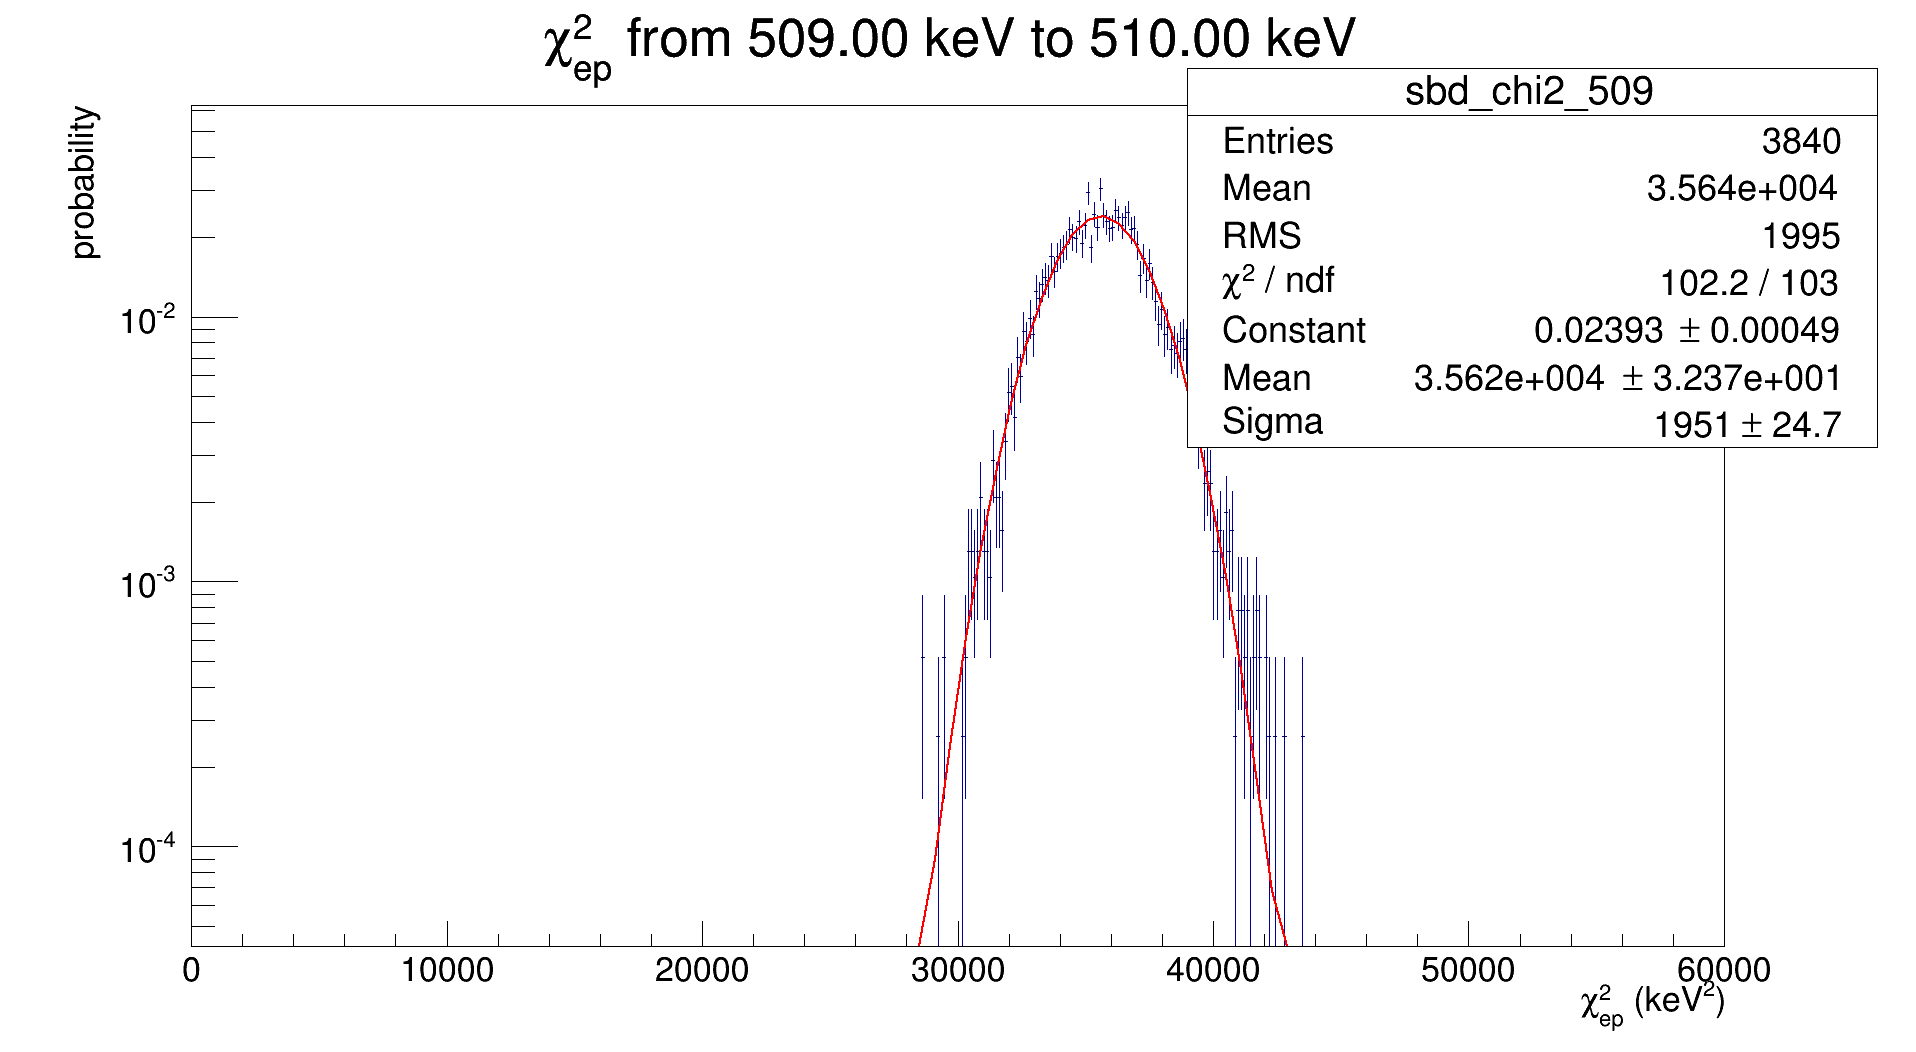 χ²ep from 509.00 keV to 510.00 keV
probability
sbd_chi2_509
Entries 3840
Mean 3.564e+004
RMS 1995
χ² / ndf 102.2 / 103
Constant 0.02393 ± 0.00049
Mean 3.562e+004 ± 3.237e+001
Sigma 1951 ± 24.7
10⁻²
10⁻³
10⁻⁴
0 10000 20000 30000 40000 50000 60000
χ²ep (keV²)